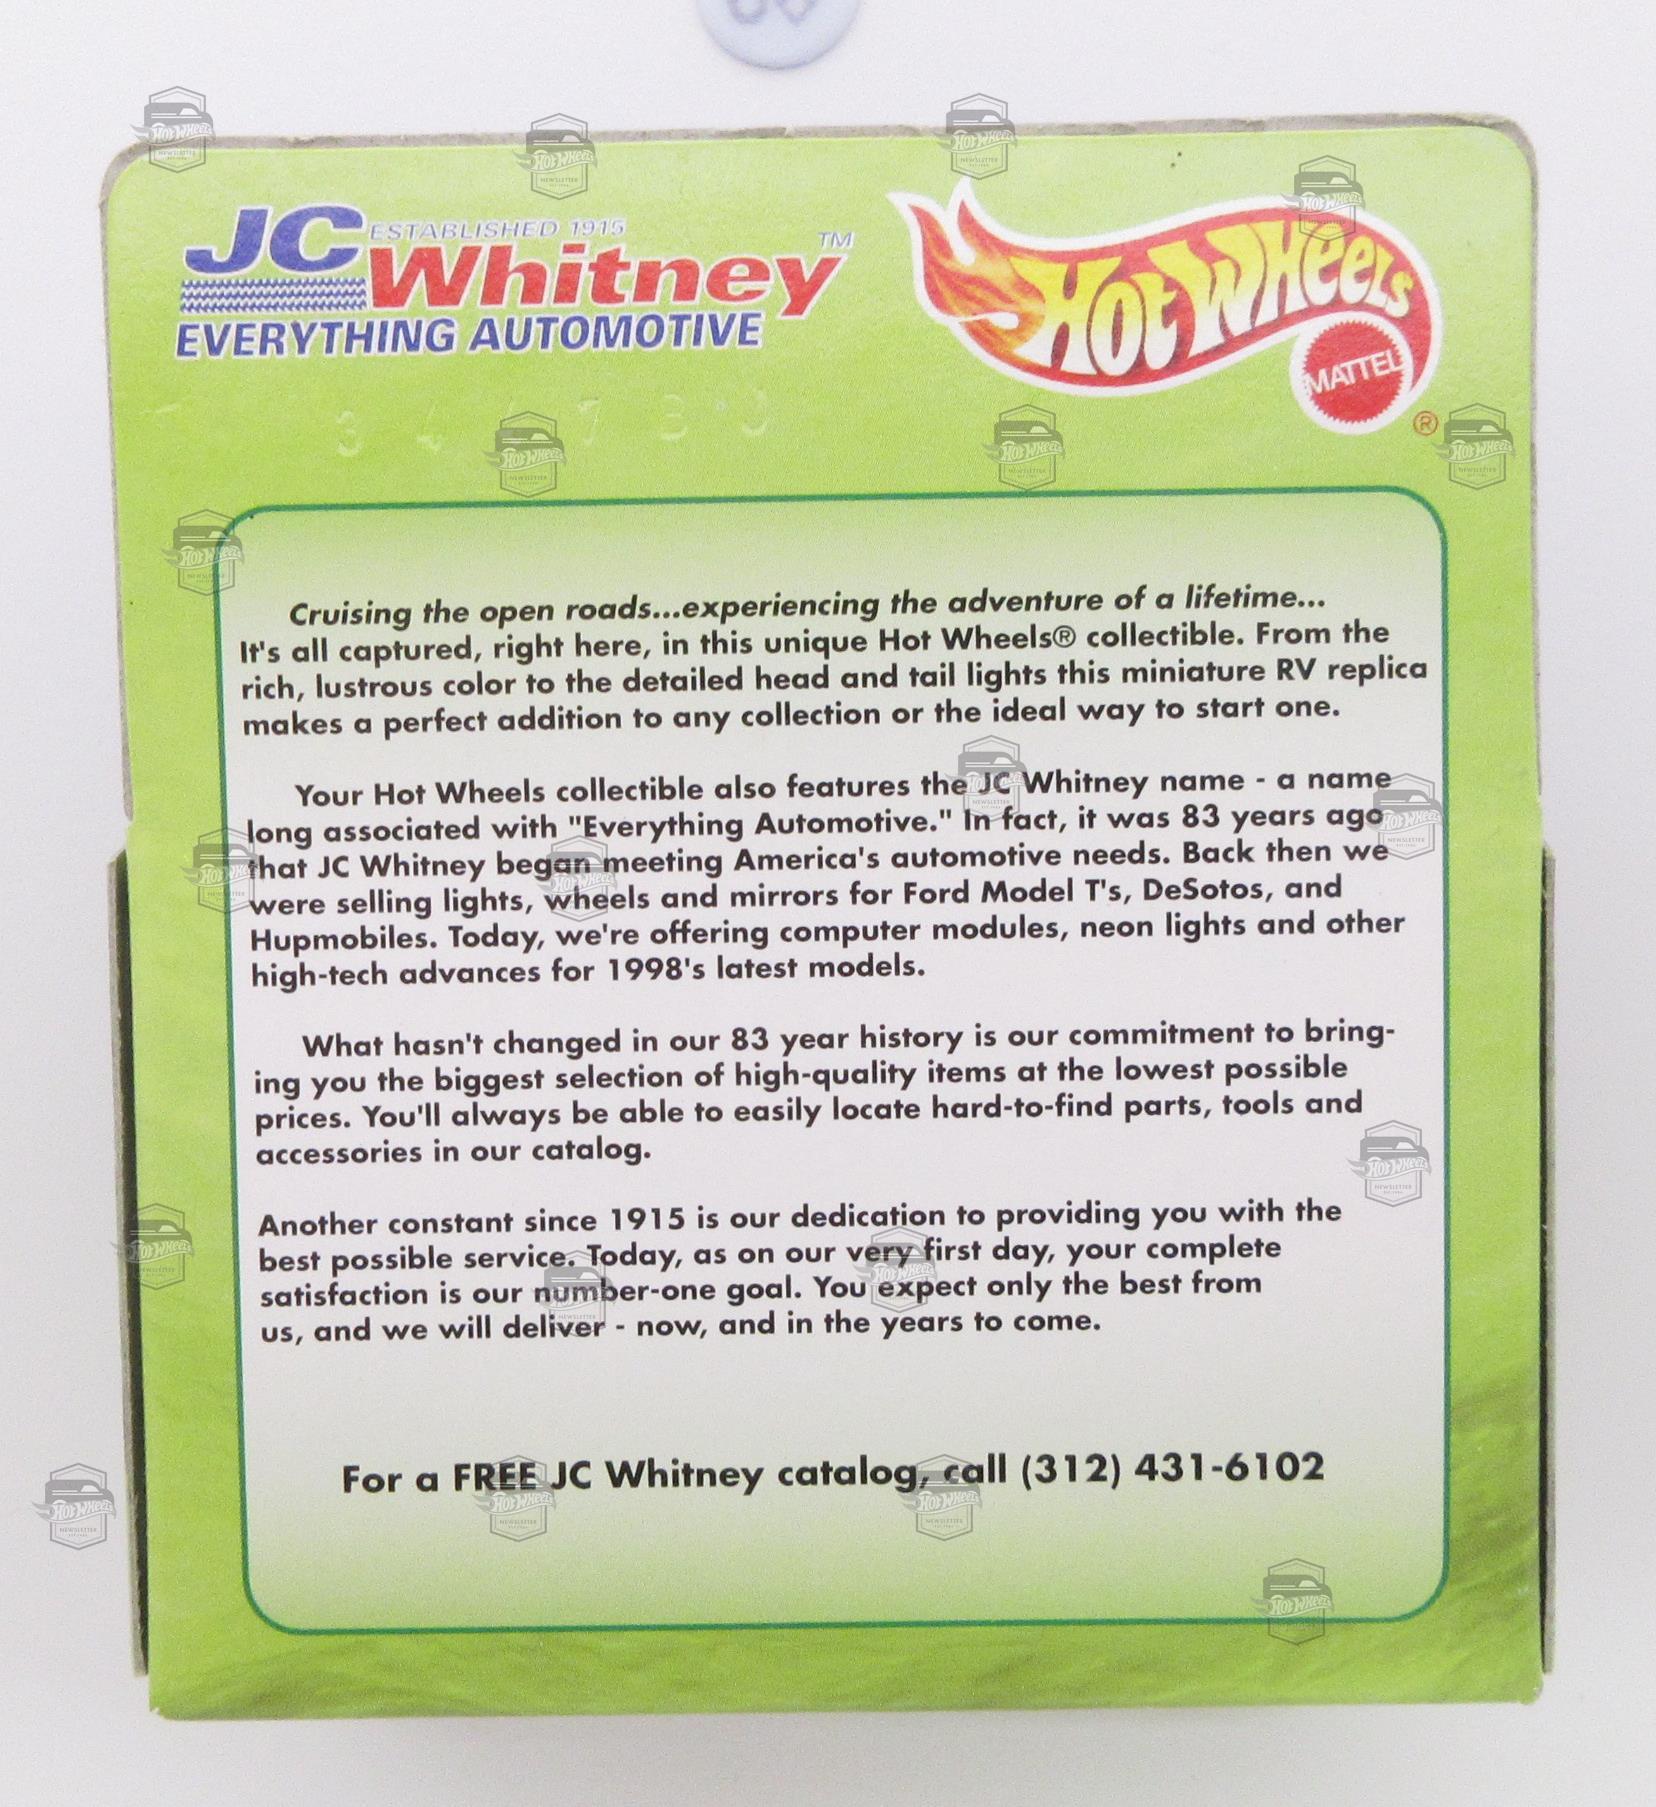 JC ESTABLISHED 1915
Whitney™
EVERYTHING AUTOMOTIVE
HOT WHEELS
MATTEL
®
Cruising the open roads...experiencing the adventure of a lifetime...
It's all captured, right here, in this unique Hot Wheels® collectible. From the
rich, lustrous color to the detailed head and tail lights this miniature RV replica
makes a perfect addition to any collection or the ideal way to start one.
Your Hot Wheels collectible also features the JC Whitney name - a name
long associated with "Everything Automotive." In fact, it was 83 years ago
that JC Whitney began meeting America's automotive needs. Back then we
were selling lights, wheels and mirrors for Ford Model T's, DeSotos, and
Hupmobiles. Today, we're offering computer modules, neon lights and other
high-tech advances for 1998's latest models.
What hasn't changed in our 83 year history is our commitment to bring-
ing you the biggest selection of high-quality items at the lowest possible
prices. You'll always be able to easily locate hard-to-find parts, tools and
accessories in our catalog.
Another constant since 1915 is our dedication to providing you with the
best possible service. Today, as on our very first day, your complete
satisfaction is our number-one goal. You expect only the best from
us, and we will deliver - now, and in the years to come.
For a FREE JC Whitney catalog, call (312) 431-6102